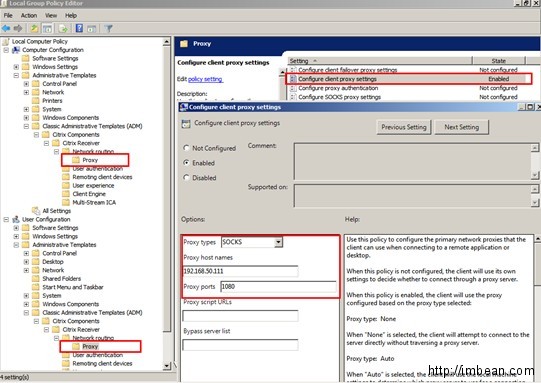 Local Group Policy Editor
File Action View Help
Local Computer Policy
Computer Configuration
Software Settings
Windows Settings
Administrative Templates
Control Panel
Network
Printers
System
Windows Components
Classic Administrative Templates (ADM)
Citrix Components
Citrix Receiver
Network routing
Proxy
User authentication
Remoting client devices
User experience
Client Engine
Multi-Stream ICA
All Settings
User Configuration
Software Settings
Windows Settings
Administrative Templates
Control Panel
Desktop
Network
Shared Folders
Start Menu and Taskbar
System
Windows Components
Classic Administrative Templates (ADM)
Citrix Components
Citrix Receiver
Network routing
Proxy
User authentication
Remoting client devices
User experience
4 setting(s)
Proxy
Configure client proxy settings
Edit policy setting
Description:
Setting State
Configure client failover proxy settings Not configured
Configure client proxy settings Enabled
Configure proxy authentication Not configured
Configure SOCKS proxy settings Not configured
Configure client proxy settings
Configure client proxy settings
Previous Setting Next Setting
Not Configured
Enabled
Disabled
Comment:
Supported on:
Options:
Help:
Proxy types SOCKS
Proxy host names
192.168.50.111
Proxy ports 1080
Proxy script URLs
Bypass server list
Use this policy to configure the primary network proxies that the
client can use when connecting to a remote application or
desktop.
When this policy is not configured, the client will use its own
settings to decide whether to connect through a proxy server.
When this policy is enabled, the client will use the proxy
configured based on the proxy type selected:
Proxy type: None
When "None" is selected, the client will attempt to connect to the
server directly without traversing a proxy server.
Proxy type: Auto
When "Auto" is selected, the client will use the local machine
http://imbean.com